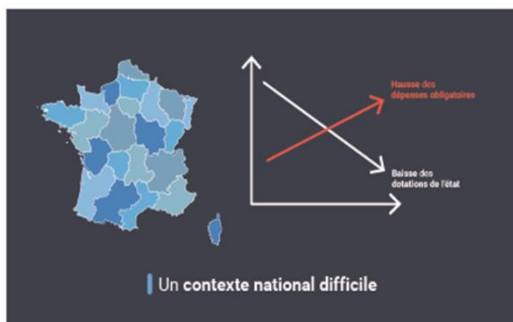 Hausse des
dépenses obligatoires
Baisse des
dotations de l'état
Un contexte national difficile